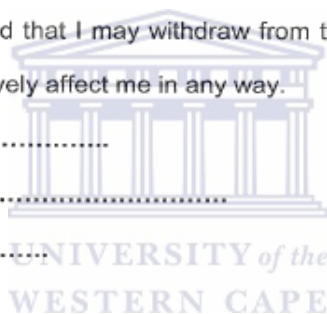 d that I may withdraw from t
vely affect me in any way.
....................
........................................
.........
UNIVERSITY of the
WESTERN CAPE